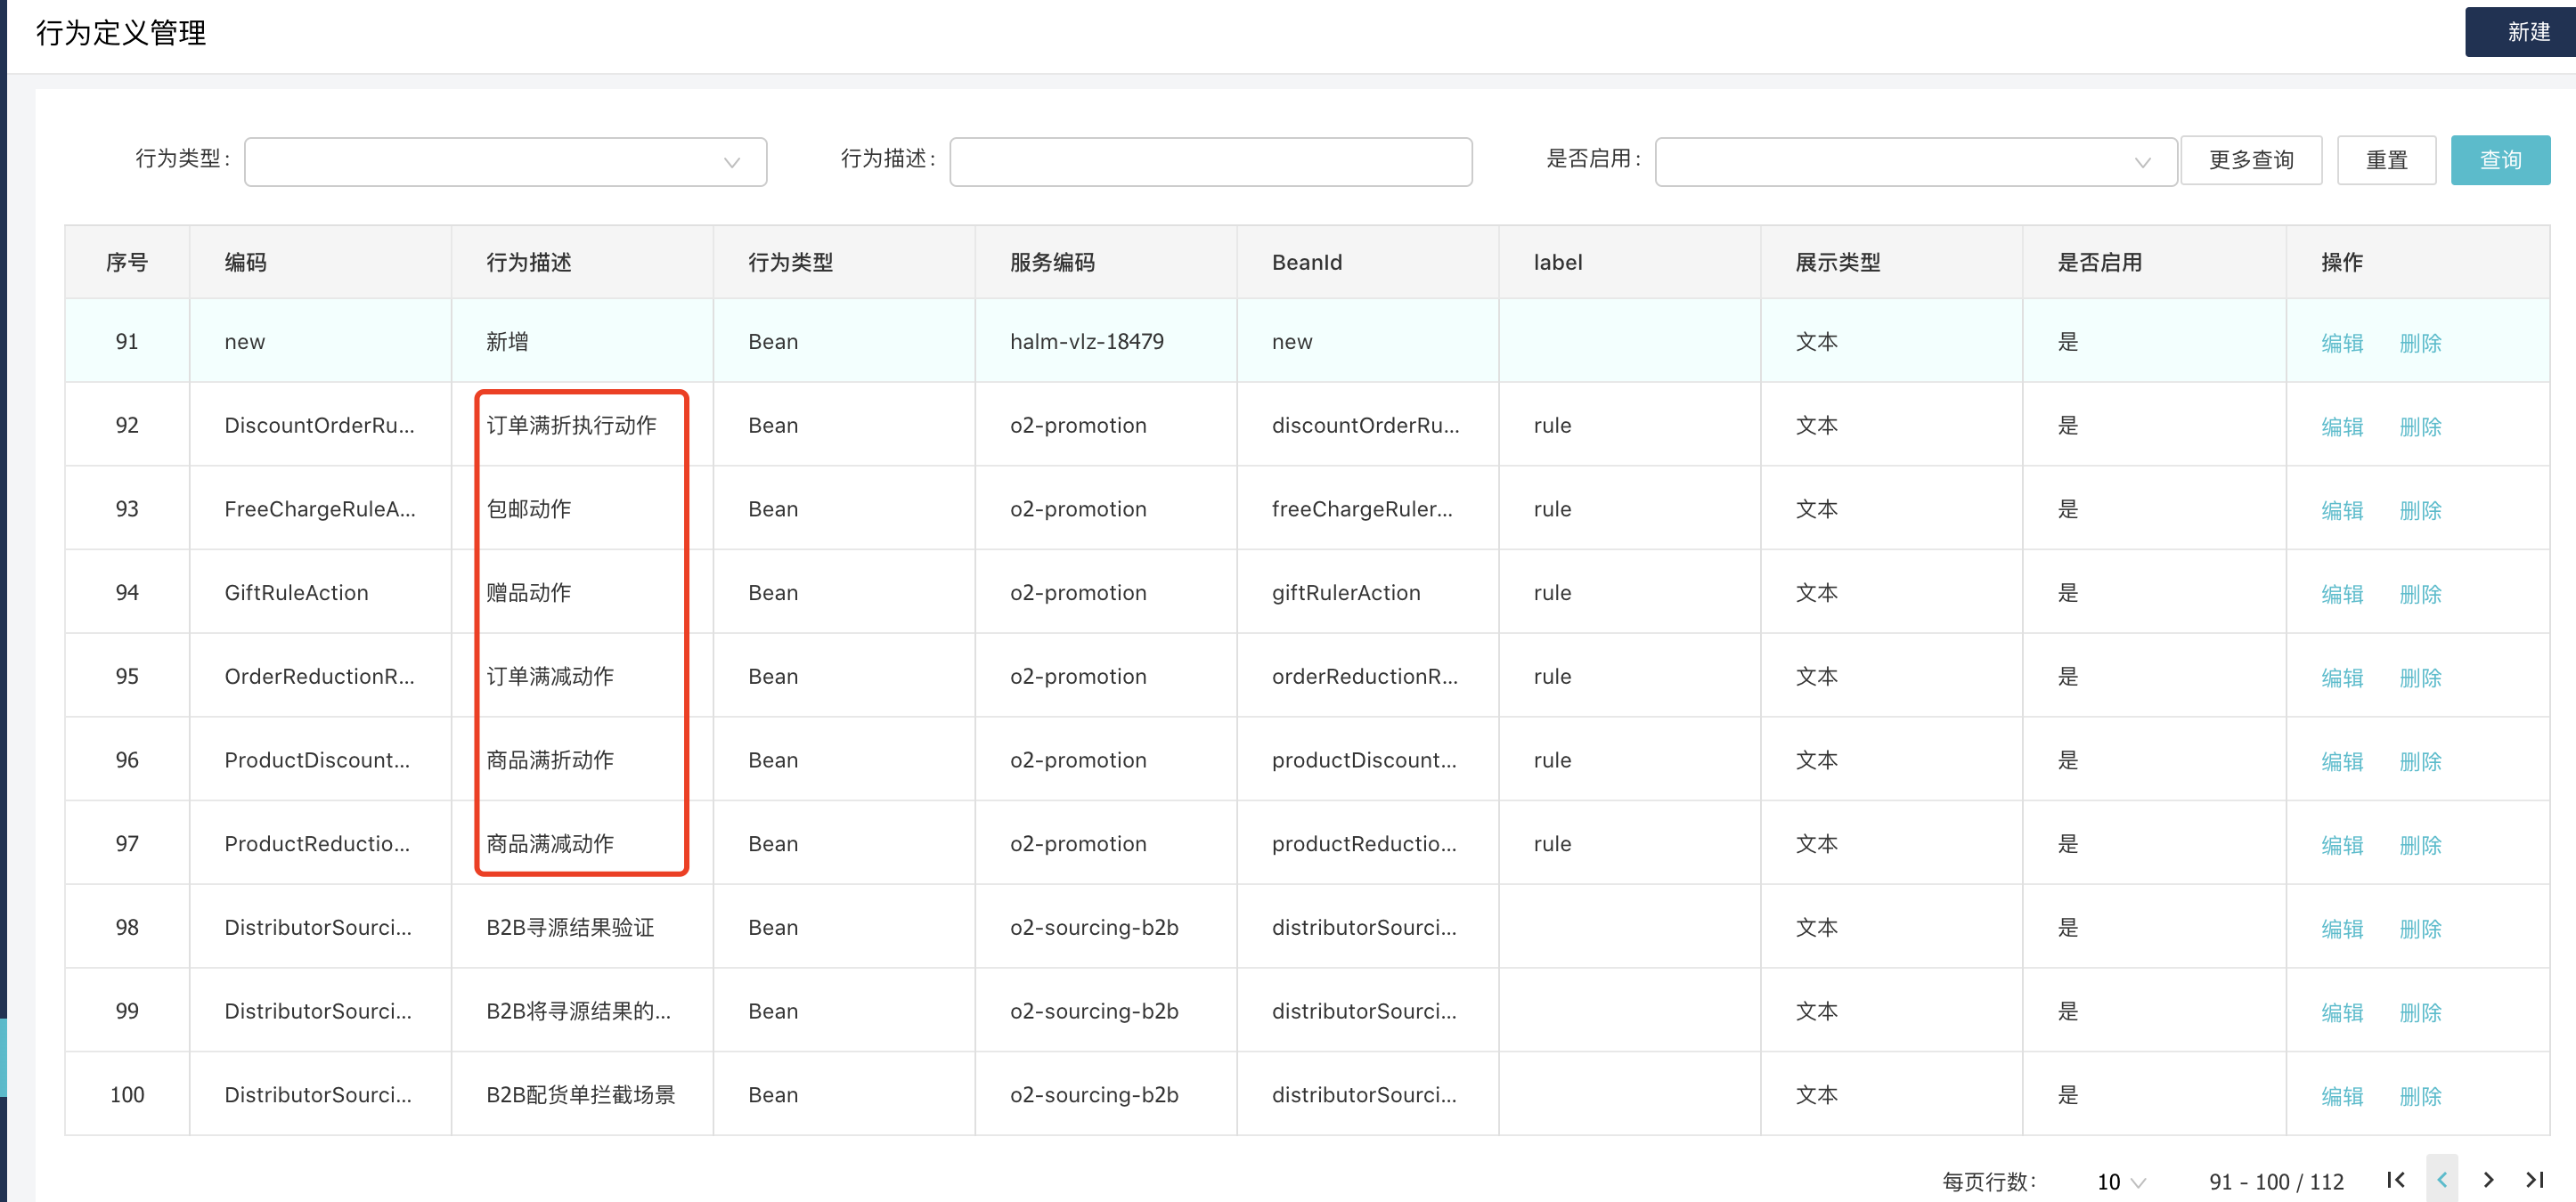 行为定义管理
新建
行为类型: 行为描述: 是否启用: 更多查询 重置 查询
序号 编码 行为描述 行为类型 服务编码 BeanId label 展示类型 是否启用 操作
91 new 新增 Bean halm-vlz-18479 new 文本 是 编辑 删除
92 DiscountOrderRu... 订单满折执行动作 Bean o2-promotion discountOrderRu... rule 文本 是 编辑 删除
93 FreeChargeRuleA... 包邮动作 Bean o2-promotion freeChargeRuler... rule 文本 是 编辑 删除
94 GiftRuleAction 赠品动作 Bean o2-promotion giftRulerAction rule 文本 是 编辑 删除
95 OrderReductionR... 订单满减动作 Bean o2-promotion orderReductionR... rule 文本 是 编辑 删除
96 ProductDiscount... 商品满折动作 Bean o2-promotion productDiscount... rule 文本 是 编辑 删除
97 ProductReductio... 商品满减动作 Bean o2-promotion productReductio... rule 文本 是 编辑 删除
98 DistributorSourci... B2B寻源结果验证 Bean o2-sourcing-b2b distributorSourci... 文本 是 编辑 删除
99 DistributorSourci... B2B将寻源结果的... Bean o2-sourcing-b2b distributorSourci... 文本 是 编辑 删除
100 DistributorSourci... B2B配货单拦截场景 Bean o2-sourcing-b2b distributorSourci... 文本 是 编辑 删除
每页行数: 10 91 - 100 / 112